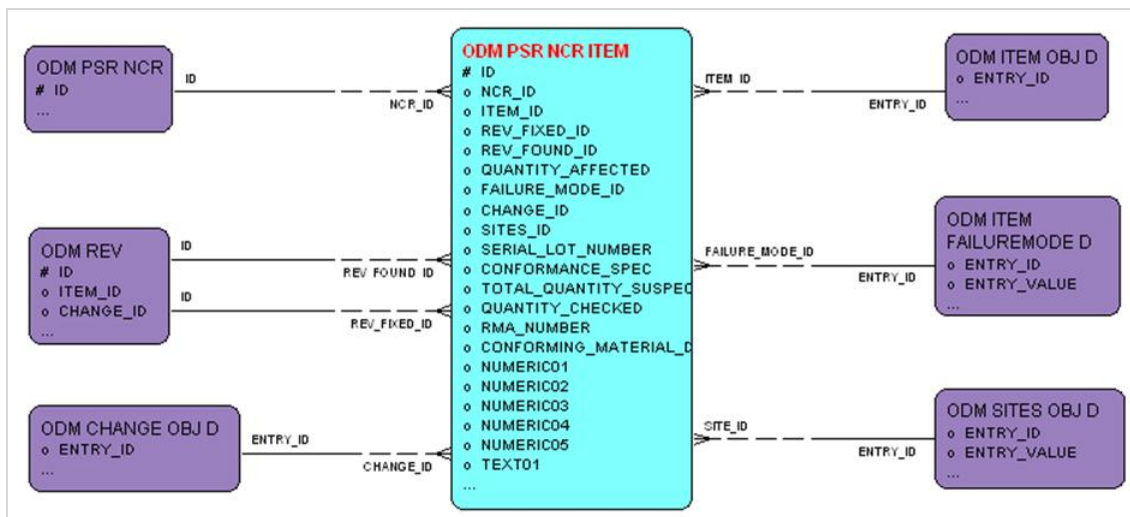 ODM PSR NCR
# ID
...
ID
NCR_ID
ODM REV
# ID
o ITEM_ID
o CHANGE_ID
...
ID
REV_FOUND_ID
ID
REV_FIXED_ID
ODM CHANGE OBJ D
o ENTRY_ID
...
ENTRY_ID
CHANGE_ID
ODM PSR NCR ITEM
# ID
o NCR_ID
o ITEM_ID
o REV_FIXED_ID
o REV_FOUND_ID
o QUANTITY_AFFECTED
o FAILURE_MODE_ID
o CHANGE_ID
o SITES_ID
o SERIAL_LOT_NUMBER
o CONFORMANCE_SPEC
o TOTAL_QUANTITY_SUSPEC
o QUANTITY_CHECKED
o RMA_NUMBER
o CONFORMING_MATERIAL_D
o NUMERIC01
o NUMERIC02
o NUMERIC03
o NUMERIC04
o NUMERIC05
o TEXT01
...
ITEM_ID
ENTRY_ID
ODM ITEM OBJ D
o ENTRY_ID
...
FAILURE_MODE_ID
ENTRY_ID
ODM ITEM
FAILUREMODE D
o ENTRY_ID
o ENTRY_VALUE
...
SITE_ID
ENTRY_ID
ODM SITES OBJ D
o ENTRY_ID
o ENTRY_VALUE
...